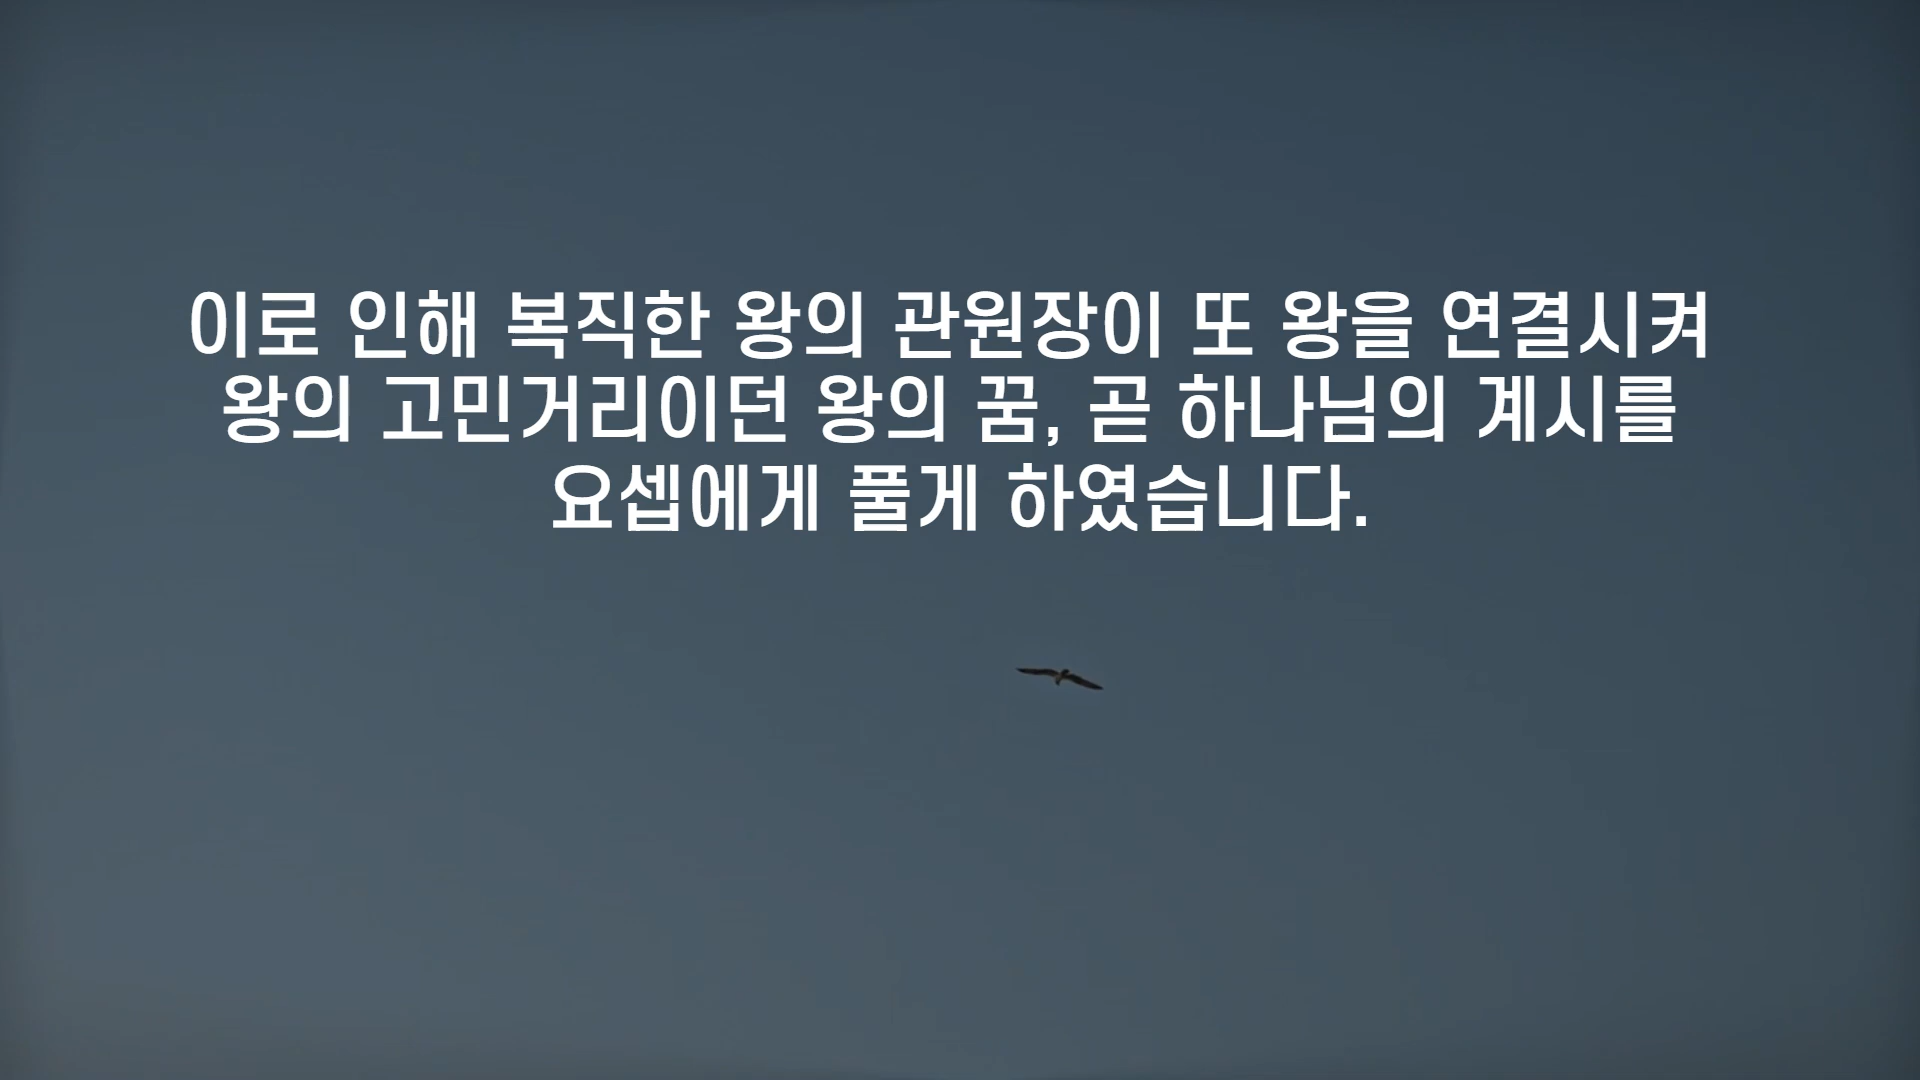 이로 인해 복직한 왕의 관원장이 또 왕을 연결시켜
왕의 고민거리이던 왕의 꿈, 곧 하나님의 계시를
요셉에게 풀게 하였습니다.